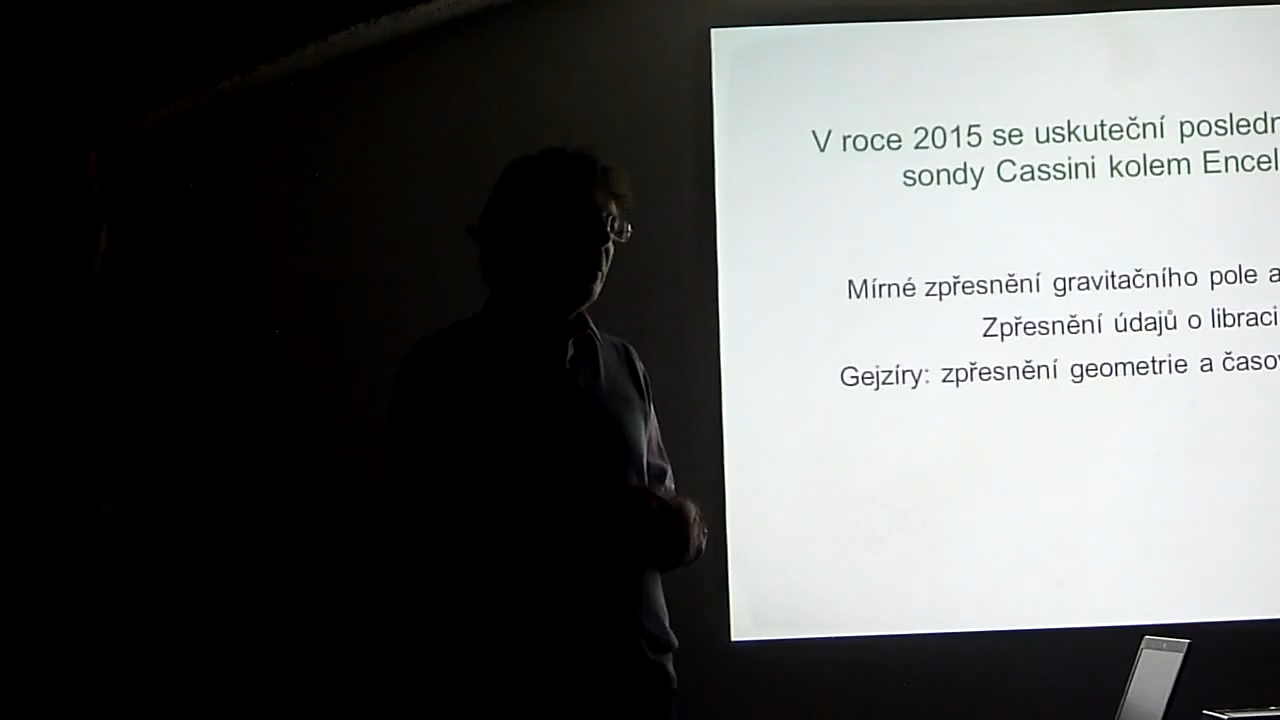 V roce 2015 se uskuteční posledn
sondy Cassini kolem Encel
Mírné zpřesnění gravitačního pole a
Zpřesnění údajů o libraci
Gejzíry: zpřesnění geometrie a časo